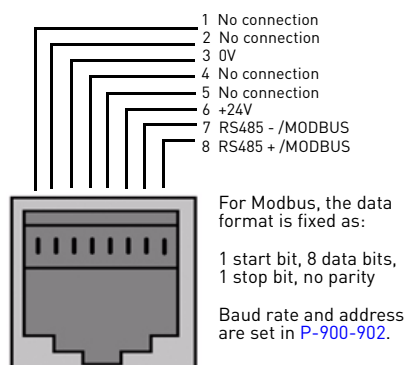 1 No connection
2 No connection
3 0V
4 No connection
5 No connection
6 +24V
7 RS485 - /MODBUS
8 RS485 + /MODBUS
For Modbus, the data
format is fixed as:
1 start bit, 8 data bits,
1 stop bit, no parity
Baud rate and address
are set in P-900-902.